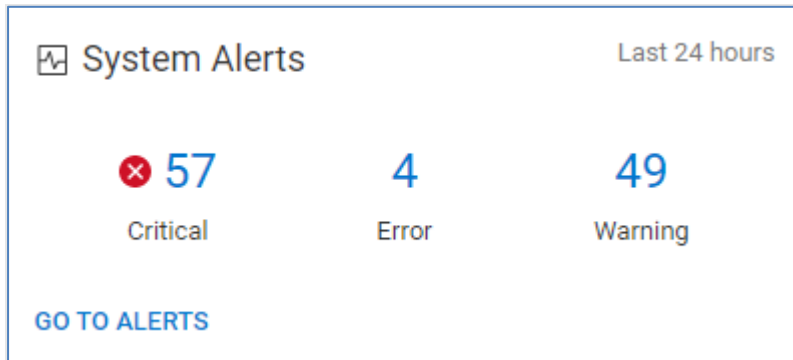 System Alerts Last 24 hours
57 4 49
Critical Error Warning
GO TO ALERTS